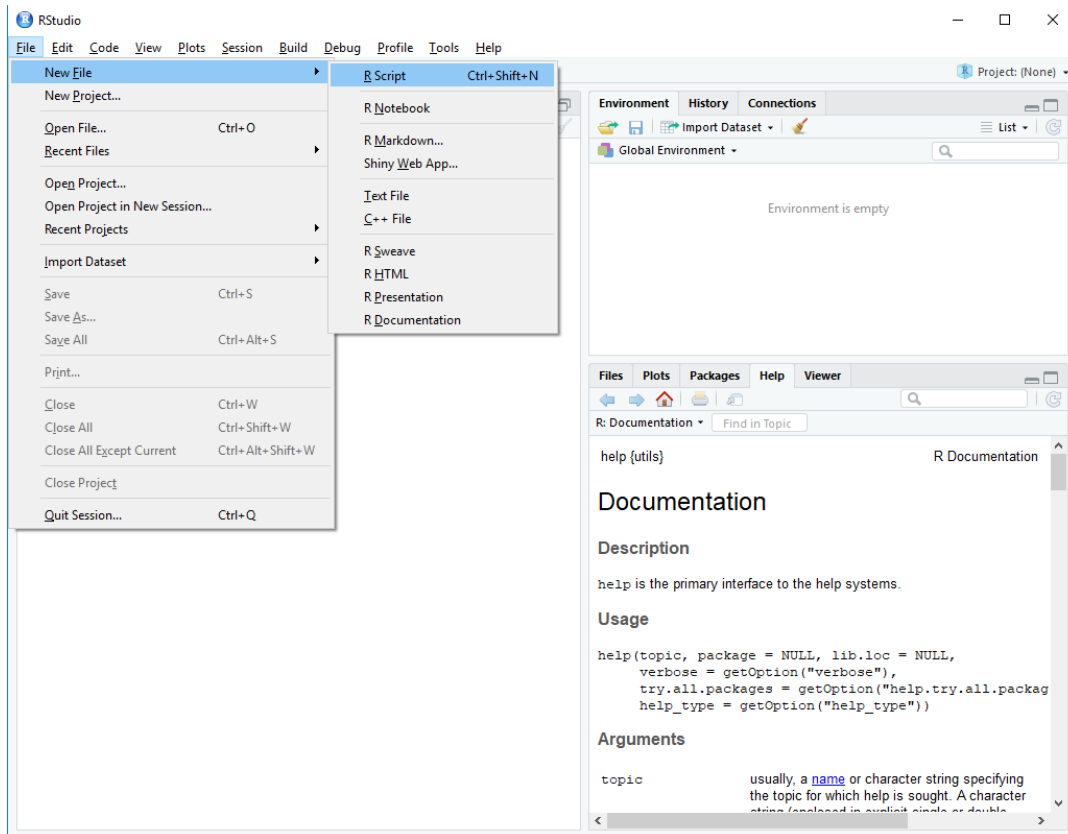 RStudio
File Edit Code View Plots Session Build Debug Profile Tools Help
Project: (None)
New File
New Project...
Open File... Ctrl+O
Recent Files
Open Project...
Open Project in New Session...
Recent Projects
Import Dataset
Save Ctrl+S
Save As...
Save All Ctrl+Alt+S
Print...
Close Ctrl+W
Close All Ctrl+Shift+W
Close All Except Current Ctrl+Alt+Shift+W
Close Project
Quit Session... Ctrl+Q
R Script Ctrl+Shift+N
R Notebook
R Markdown...
Shiny Web App...
Text File
C++ File
R Sweave
R HTML
R Presentation
R Documentation
Environment History Connections
Import Dataset List
Global Environment
Environment is empty
Files Plots Packages Help Viewer
R: Documentation Find in Topic
help {utils} R Documentation
Documentation
Description
help is the primary interface to the help systems.
Usage
help(topic, package = NULL, lib.loc = NULL,
verbose = getOption("verbose"),
try.all.packages = getOption("help.try.all.packag
help_type = getOption("help_type"))
Arguments
topic usually, a name or character string specifying
the topic for which help is sought. A character
string (enclosed in explicit single or double